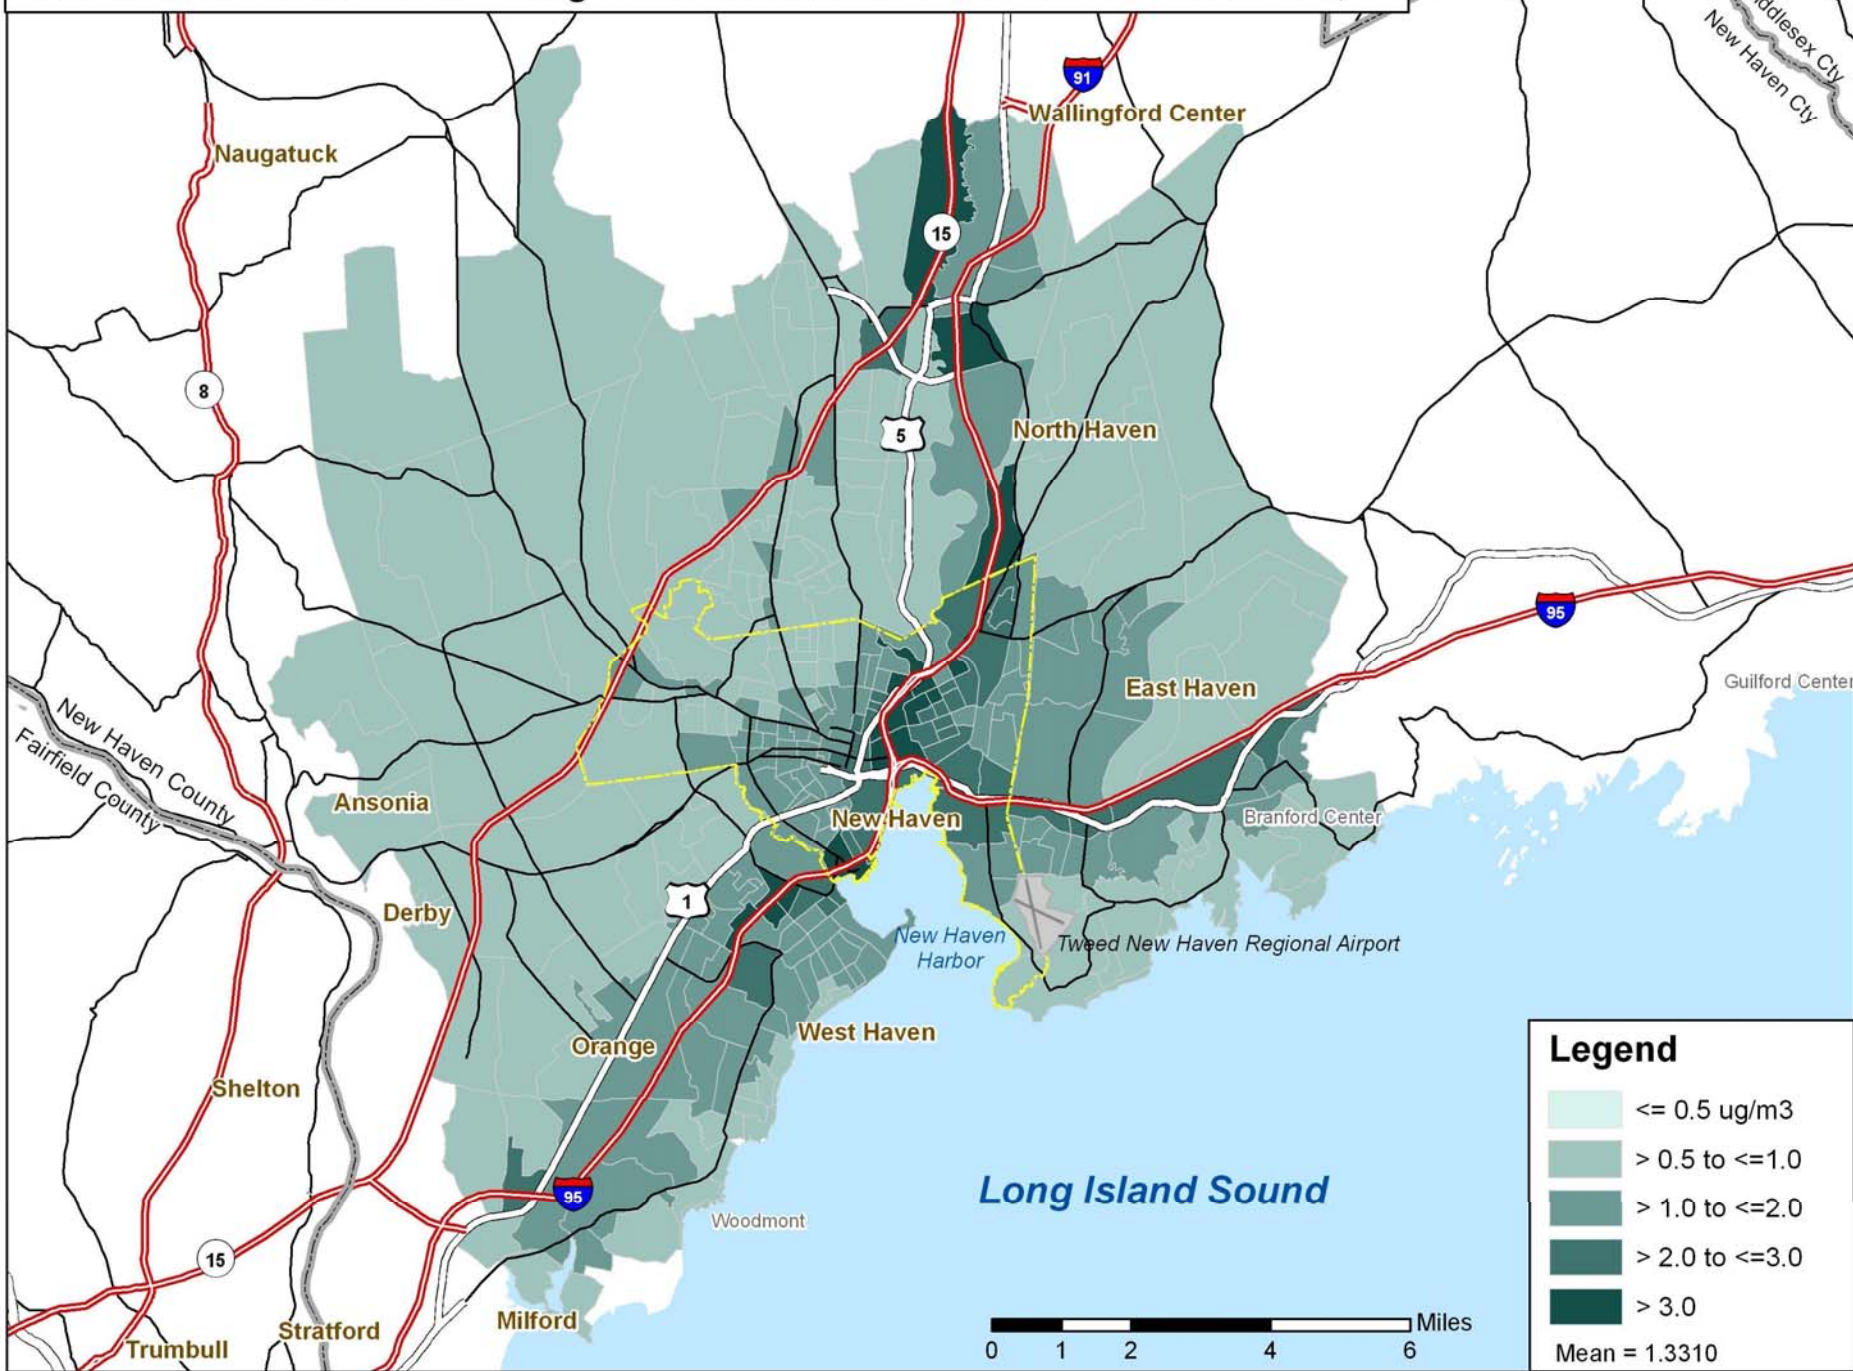 Middlesex Cty
New Haven Cty
91
Wallingford Center
Naugatuck
15
8
5
North Haven
95
East Haven
Guilford Center
New Haven County
Fairfield County
Ansonia
New Haven
Branford Center
1
Derby
New Haven
Harbor
Tweed New Haven Regional Airport
West Haven
Orange
Shelton
Long Island Sound
95
Woodmont
15
Milford
Stratford
Trumbull
Miles
0 1 2 4 6
Legend
<= 0.5 ug/m3
> 0.5 to <=1.0
> 1.0 to <=2.0
> 2.0 to <=3.0
> 3.0
Mean = 1.3310